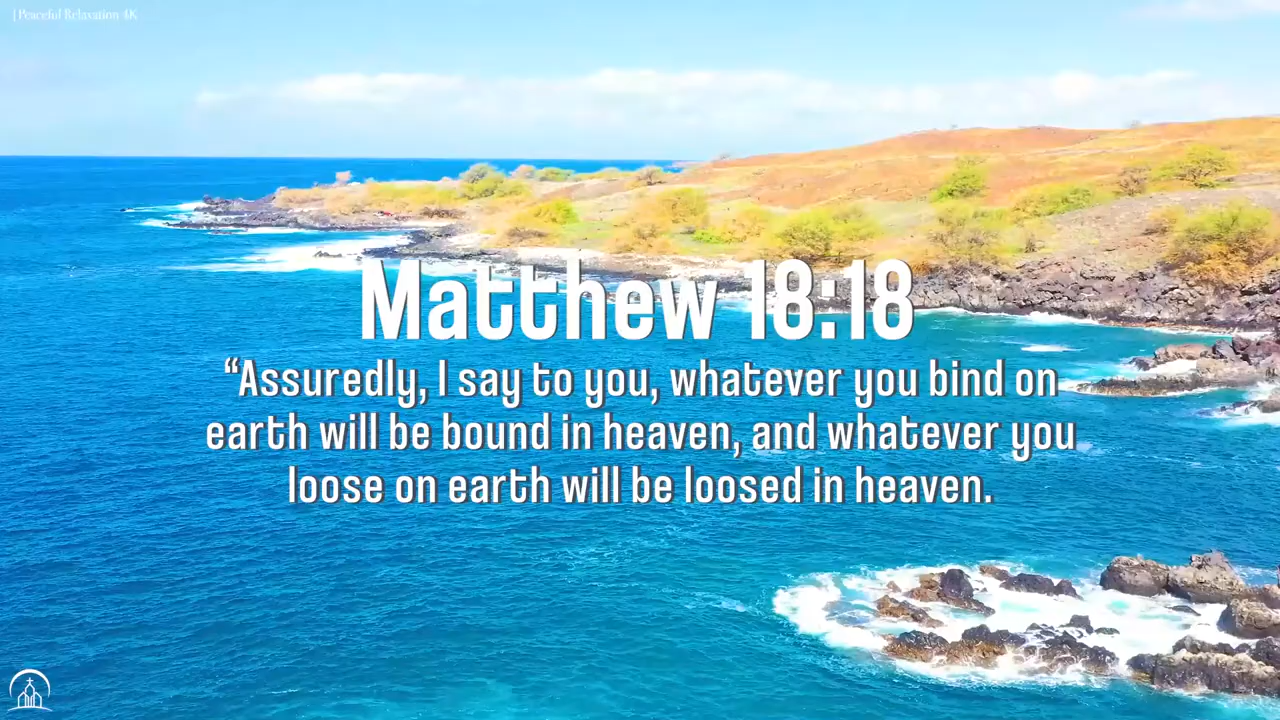 | Peaceful Relaxation 4K
Matthew 18:18
“Assuredly, I say to you, whatever you bind on
earth will be bound in heaven, and whatever you
loose on earth will be loosed in heaven.